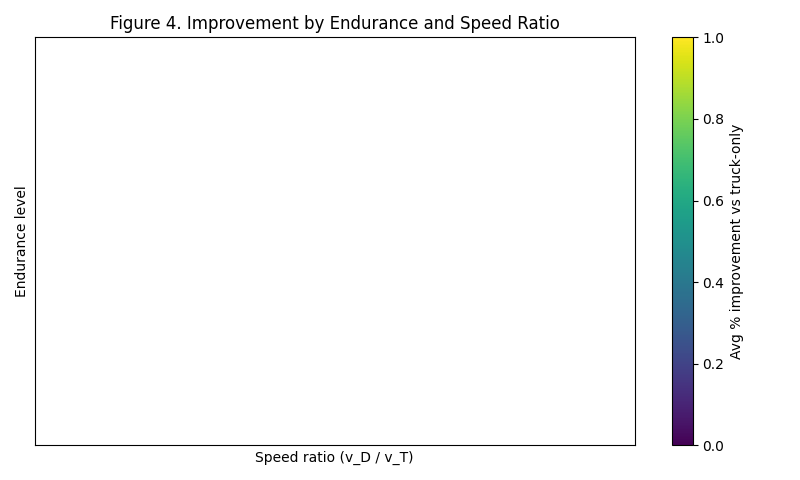 Figure 4. Improvement by Endurance and Speed Ratio
Endurance level
Speed ratio (v_D / v_T)
1.0
0.8
0.6
0.4
0.2
0.0
Avg % improvement vs truck-only